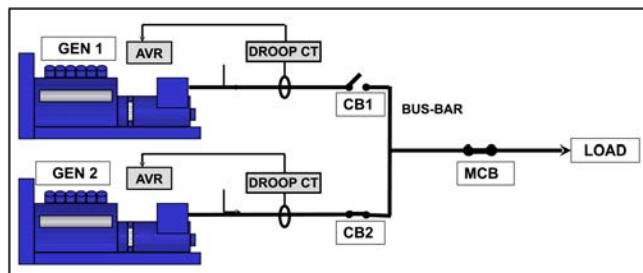 GEN 1
AVR
DROOP CT
CB1
BUS-BAR
GEN 2
AVR
DROOP CT
CB2
MCB
LOAD